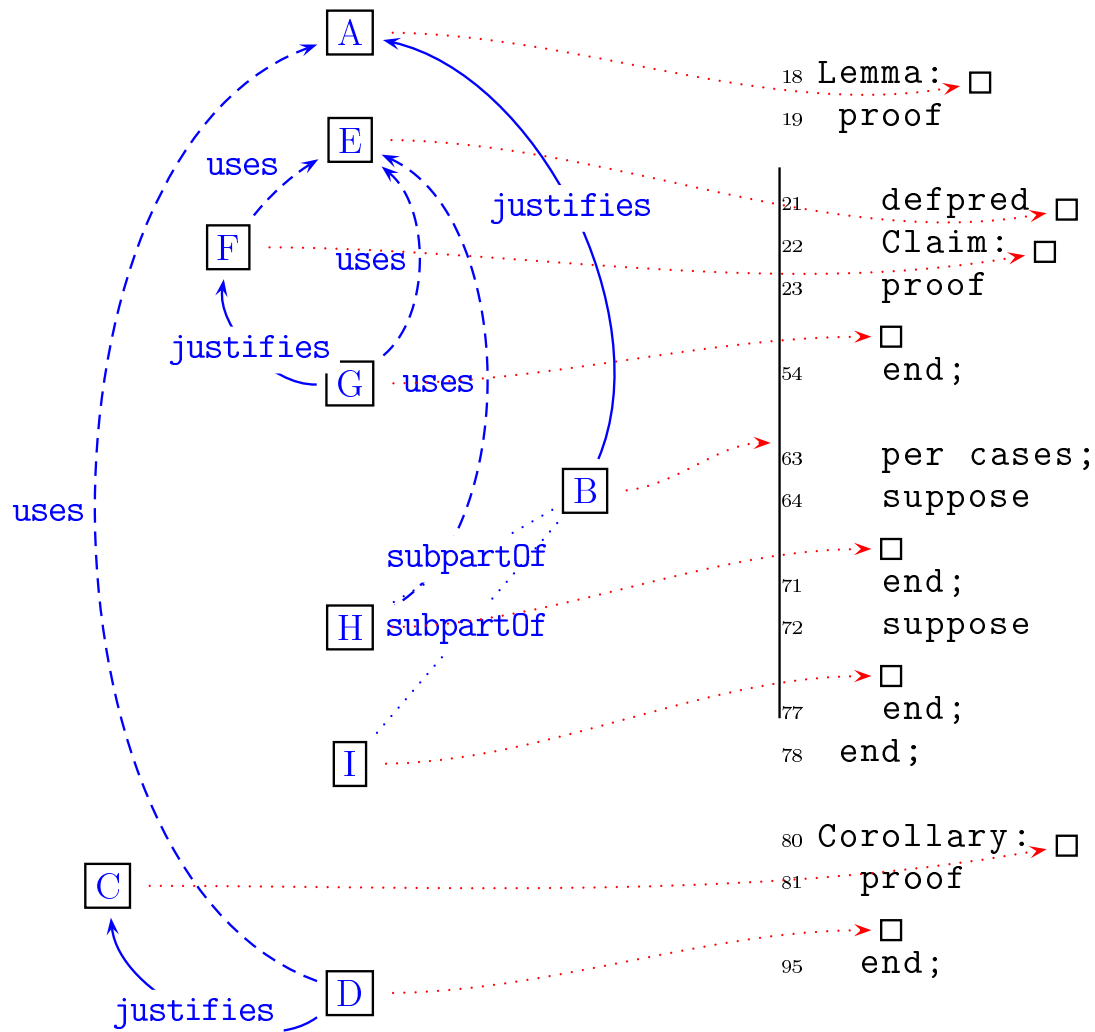 A
18 Lemma:
19 proof
E
uses
justifies
21 defpred
F
22 Claim:
uses
23 proof
justifies
G
uses
54 end;
63 per cases;
B
64 suppose
uses
subpartOf
71 end;
H
subpartOf
72 suppose
77 end;
78 end;
I
80 Corollary:
C
81 proof
95 end;
D
justifies